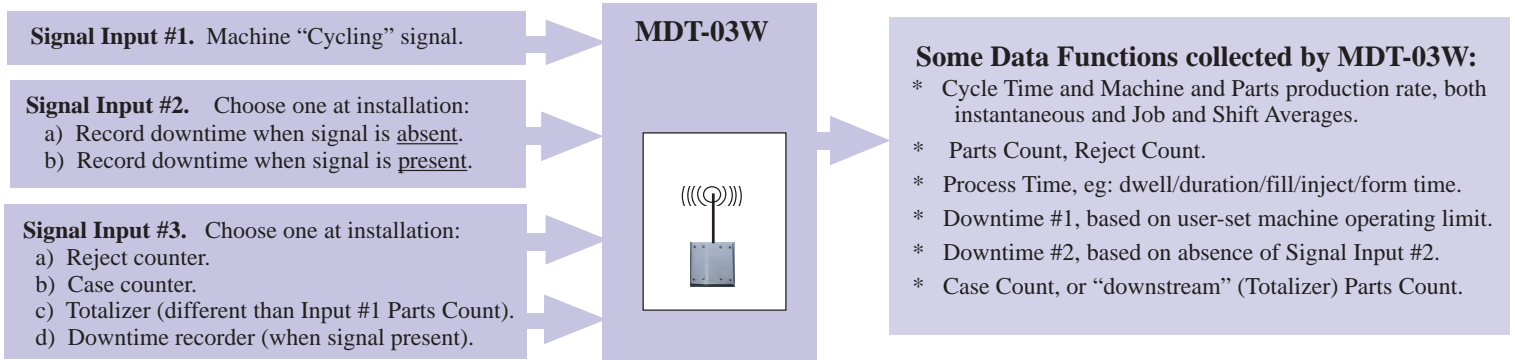 Signal Input #1. Machine “Cycling” signal.
Signal Input #2. Choose one at installation:
a) Record downtime when signal is absent.
b) Record downtime when signal is present.
Signal Input #3. Choose one at installation:
a) Reject counter.
b) Case counter.
c) Totalizer (different than Input #1 Parts Count).
d) Downtime recorder (when signal present).
MDT-03W
Some Data Functions collected by MDT-03W:
* Cycle Time and Machine and Parts production rate, both
instantaneous and Job and Shift Averages.
* Parts Count, Reject Count.
* Process Time, eg: dwell/duration/fill/inject/form time.
* Downtime #1, based on user-set machine operating limit.
* Downtime #2, based on absence of Signal Input #2.
* Case Count, or “downstream” (Totalizer) Parts Count.